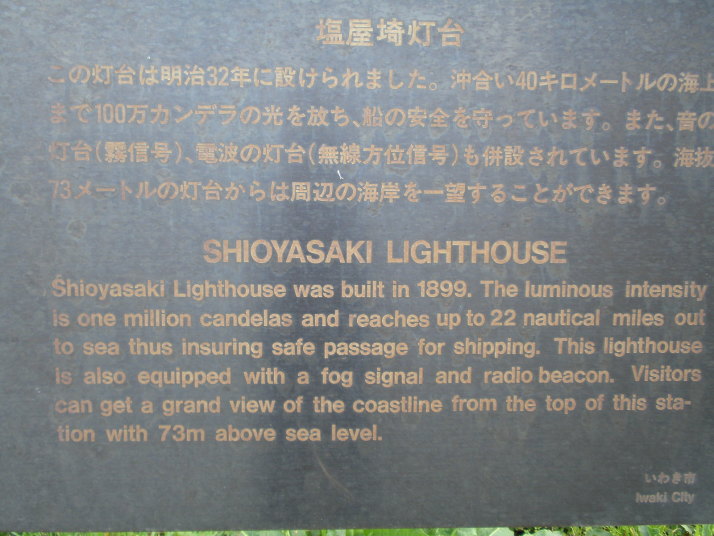 塩屋埼灯台
この灯台は明治32年に設けられました。沖合い40キロメートルの海上
まで100万カンデラの光を放ち、船の安全を守っています。また、音の
灯台(霧信号)、電波の灯台(無線方位信号)も併設されています。海抜
73メートルの灯台からは周辺の海岸を一望することができます。
SHIOYASAKI LIGHTHOUSE
Shioyasaki Lighthouse was built in 1899. The luminous intensity
is one million candelas and reaches up to 22 nautical miles out
to sea thus insuring safe passage for shipping. This lighthouse
is also equipped with a fog signal and radio beacon. Visitors
can get a grand view of the coastline from the top of this sta-
tion with 73m above sea level.
いわき市
Iwaki City